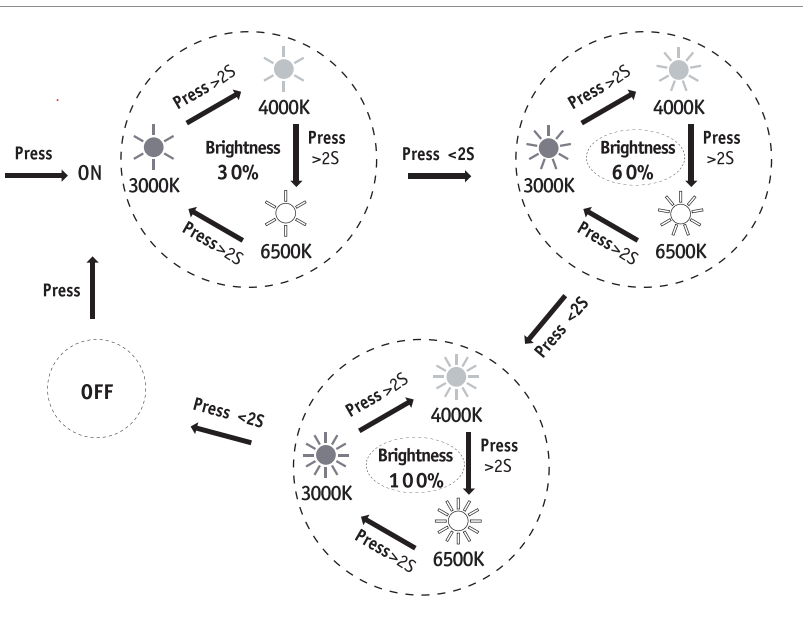 Press
ON
Press >2S
4000K
Brightness
30%
Press
>2S
3000K
6500K
Press>2S
Press <2S
Press >2S
4000K
Brightness
60%
Press
>2S
3000K
6500K
Press>2S
Press <2S
Press >2S
4000K
Brightness
100%
Press
>2S
3000K
6500K
Press>2S
Press <2S
OFF
Press